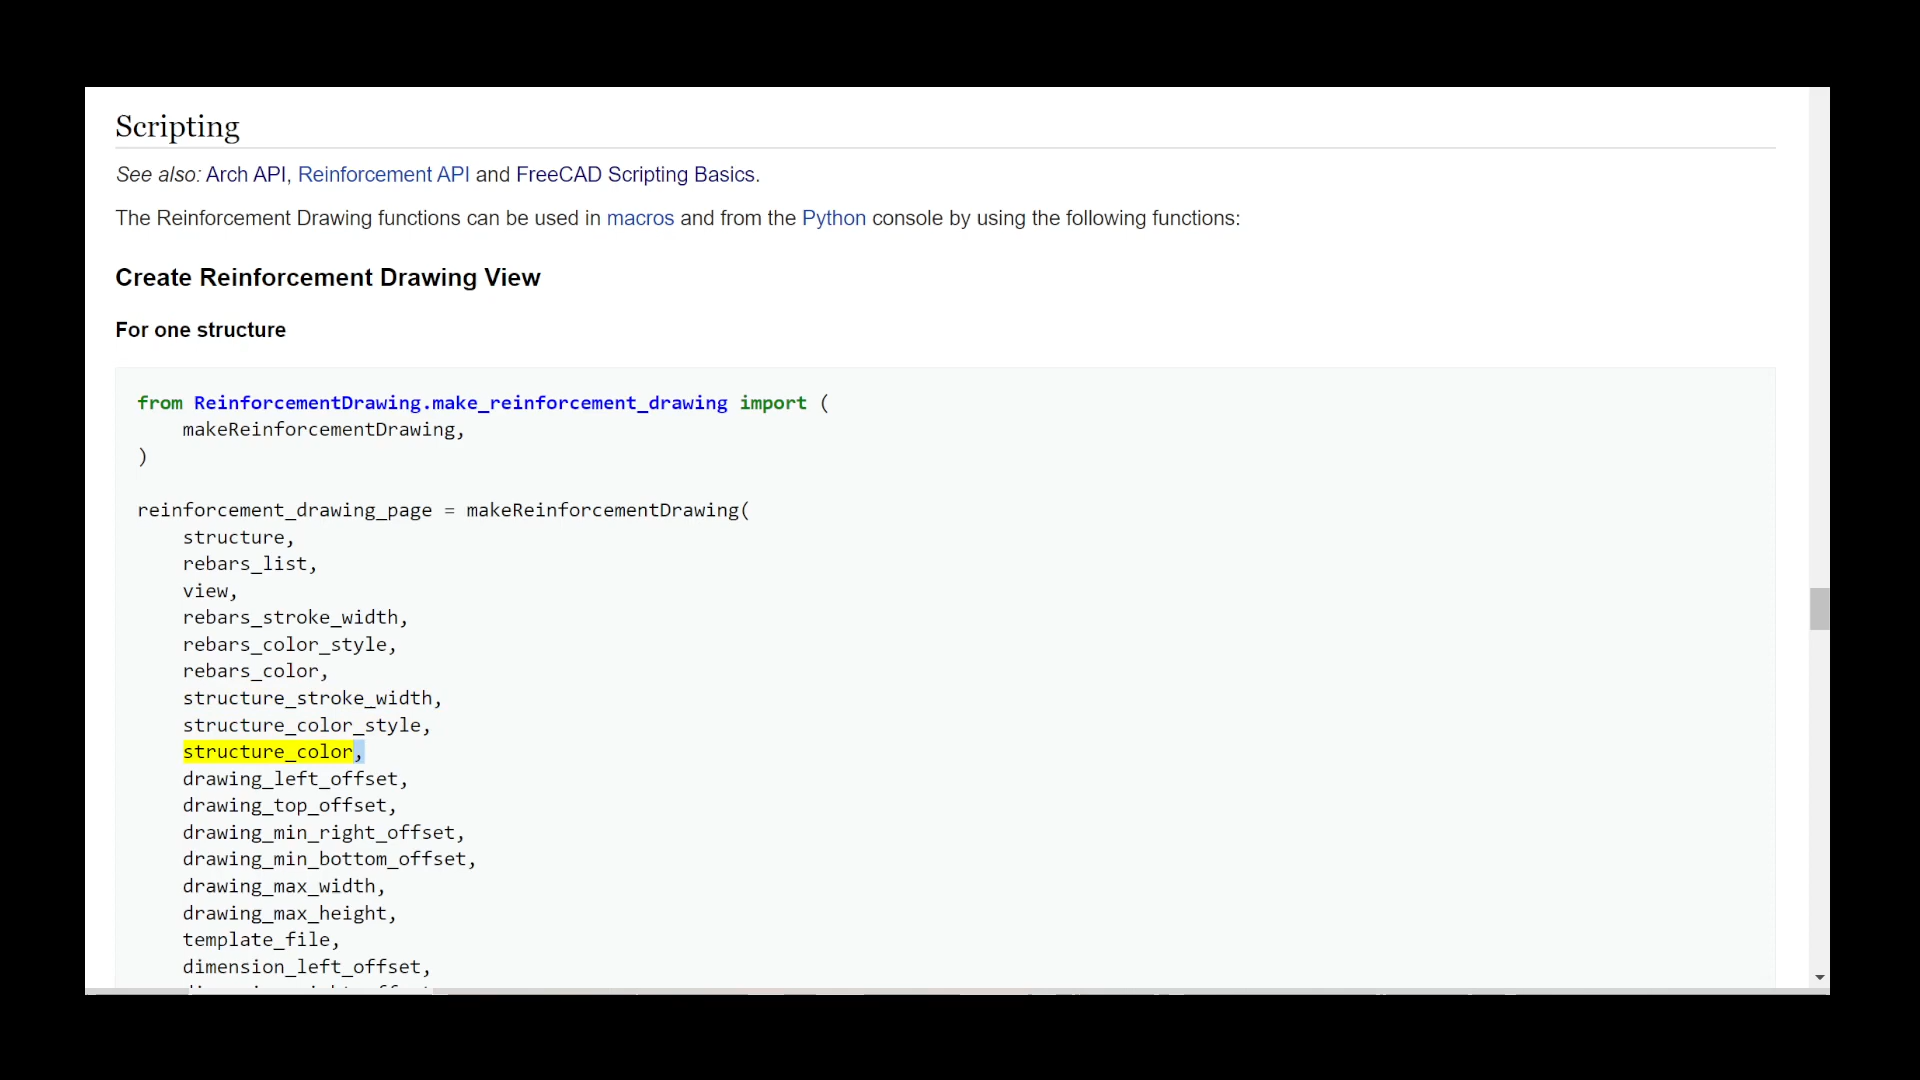 Scripting
See also: Arch API, Reinforcement API and FreeCAD Scripting Basics.
The Reinforcement Drawing functions can be used in macros and from the Python console by using the following functions:
Create Reinforcement Drawing View
For one structure
from ReinforcementDrawing.make_reinforcement_drawing import (
    makeReinforcementDrawing,
)
reinforcement_drawing_page = makeReinforcementDrawing(
    structure,
    rebars_list,
    view,
    rebars_stroke_width,
    rebars_color_style,
    rebars_color,
    structure_stroke_width,
    structure_color_style,
    structure_color,
    drawing_left_offset,
    drawing_top_offset,
    drawing_min_right_offset,
    drawing_min_bottom_offset,
    drawing_max_width,
    drawing_max_height,
    template_file,
    dimension_left_offset,